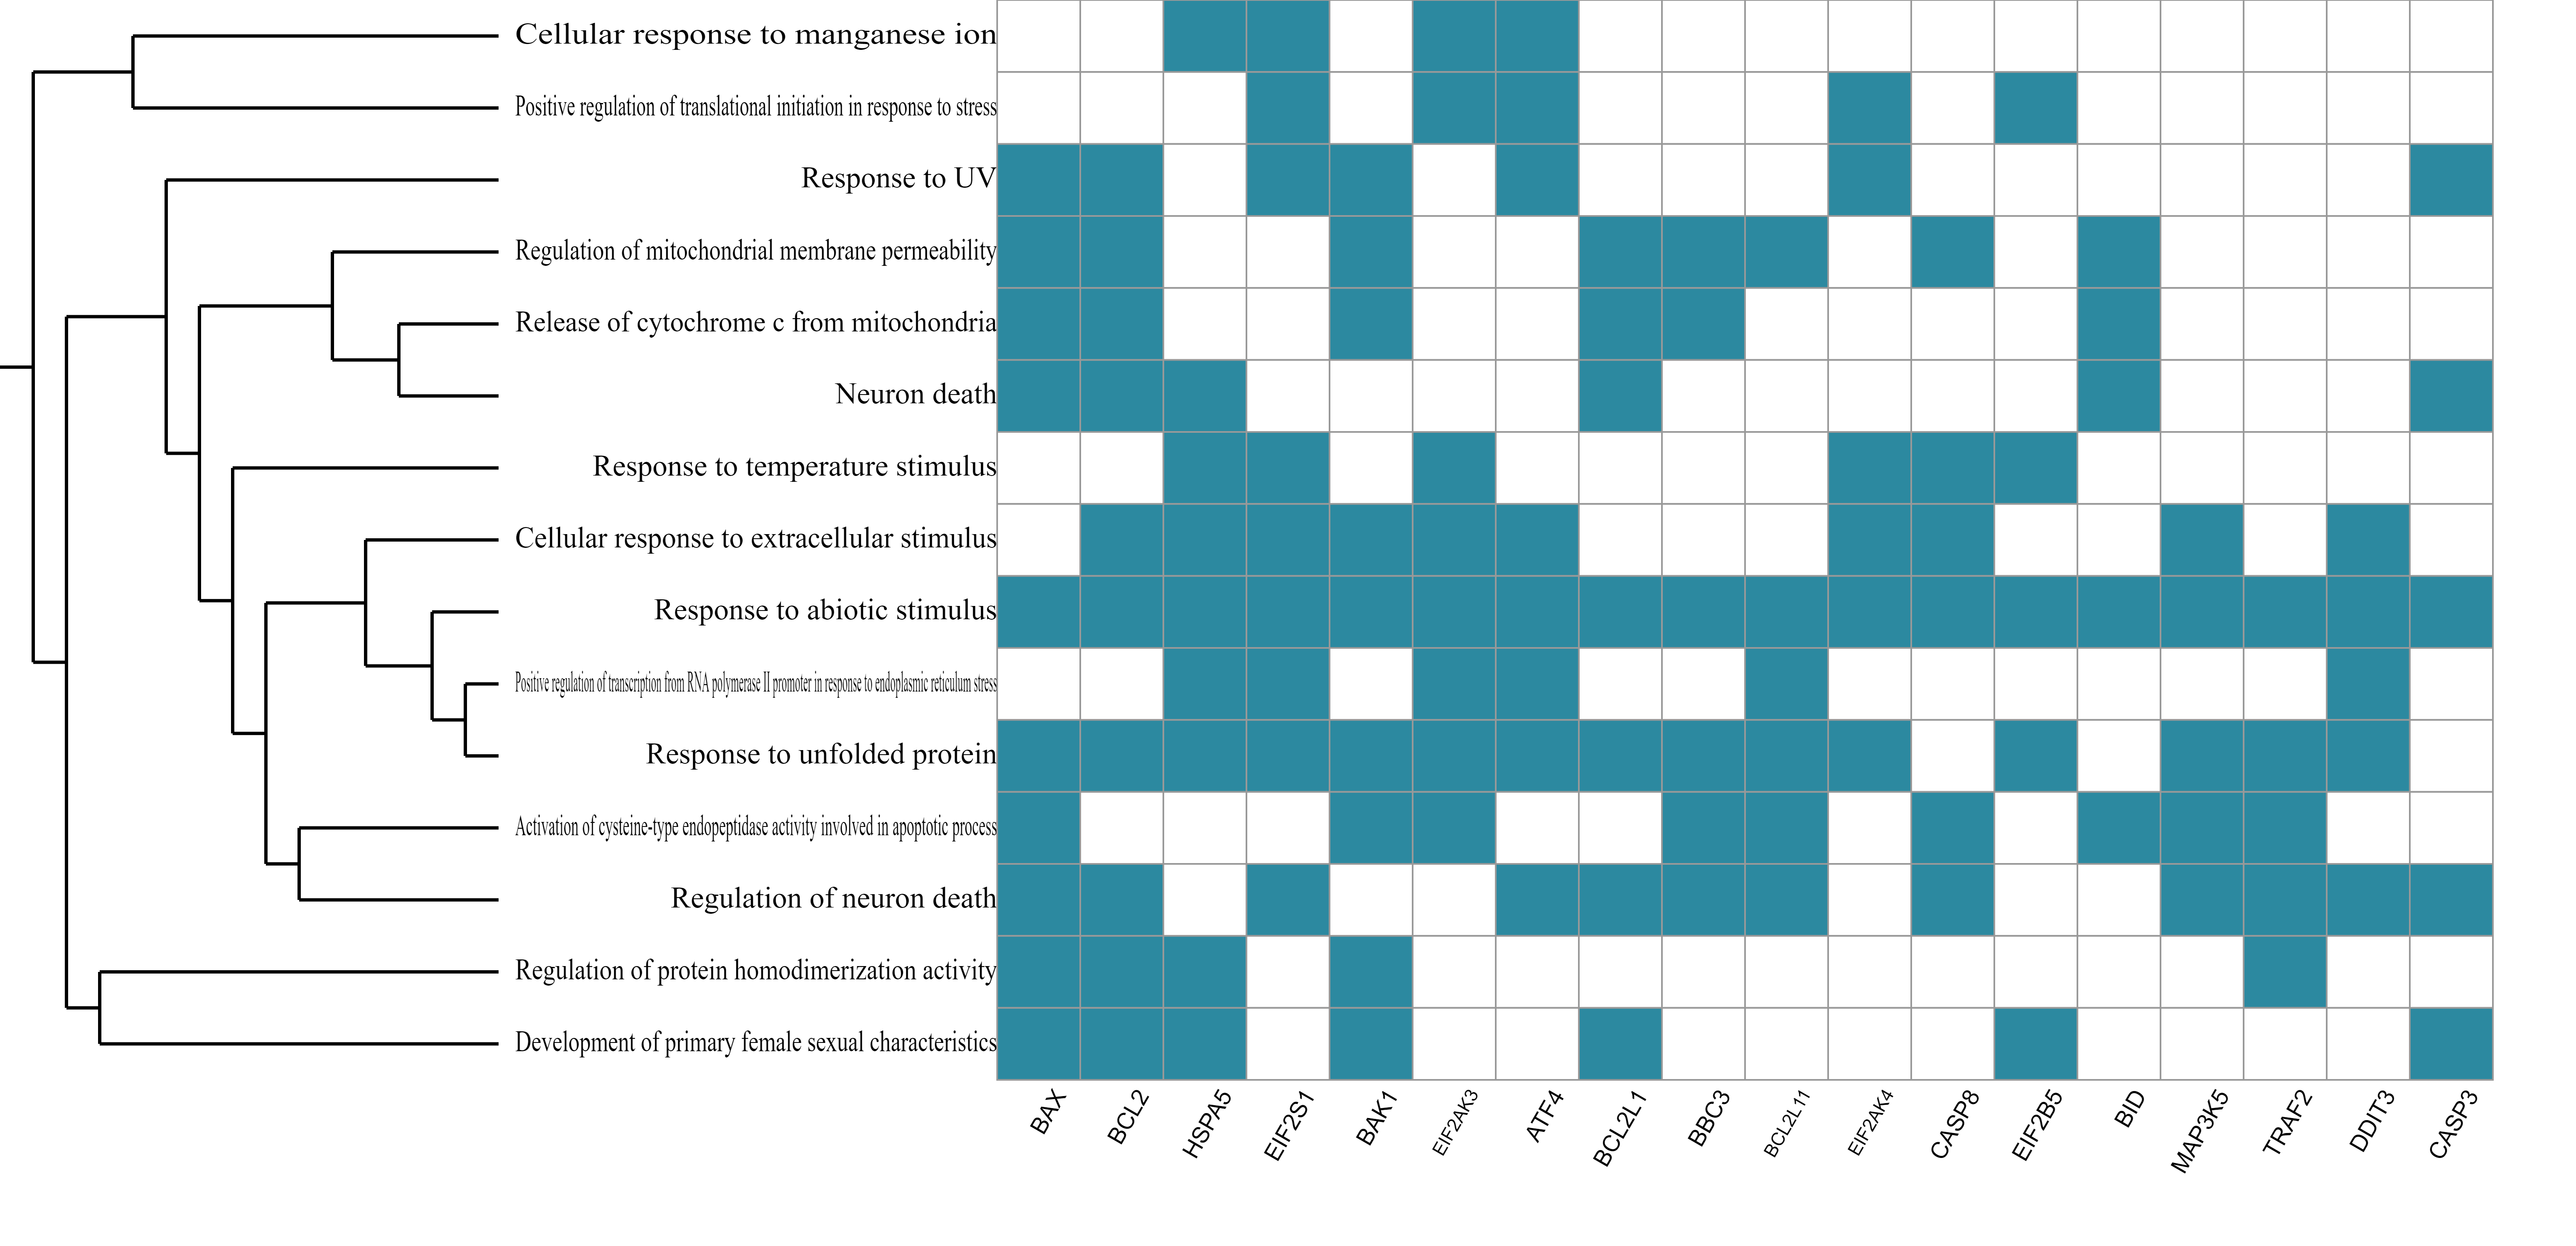 Cellular response to manganese ion
Positive regulation of translational initiation in response to stress
Response to UV
Regulation of mitochondrial membrane permeability
Release of cytochrome c from mitochondria
Neuron death
Response to temperature stimulus
Cellular response to extracellular stimulus
Response to abiotic stimulus
Positive regulation of transcription from RNA polymerase II promoter in response to endoplasmic reticulum stress
Response to unfolded protein
Activation of cysteine-type endopeptidase activity involved in apoptotic process
Regulation of neuron death
Regulation of protein homodimerization activity
Development of primary female sexual characteristics
BAX
BCL2
HSPA5
EIF2S1
BAK1
EIF2AK3
ATF4
BCL2L1
BBC3
BCL2L11
EIF2AK4
CASP8
EIF2B5
BID
MAP3K5
TRAF2
DDIT3
CASP3